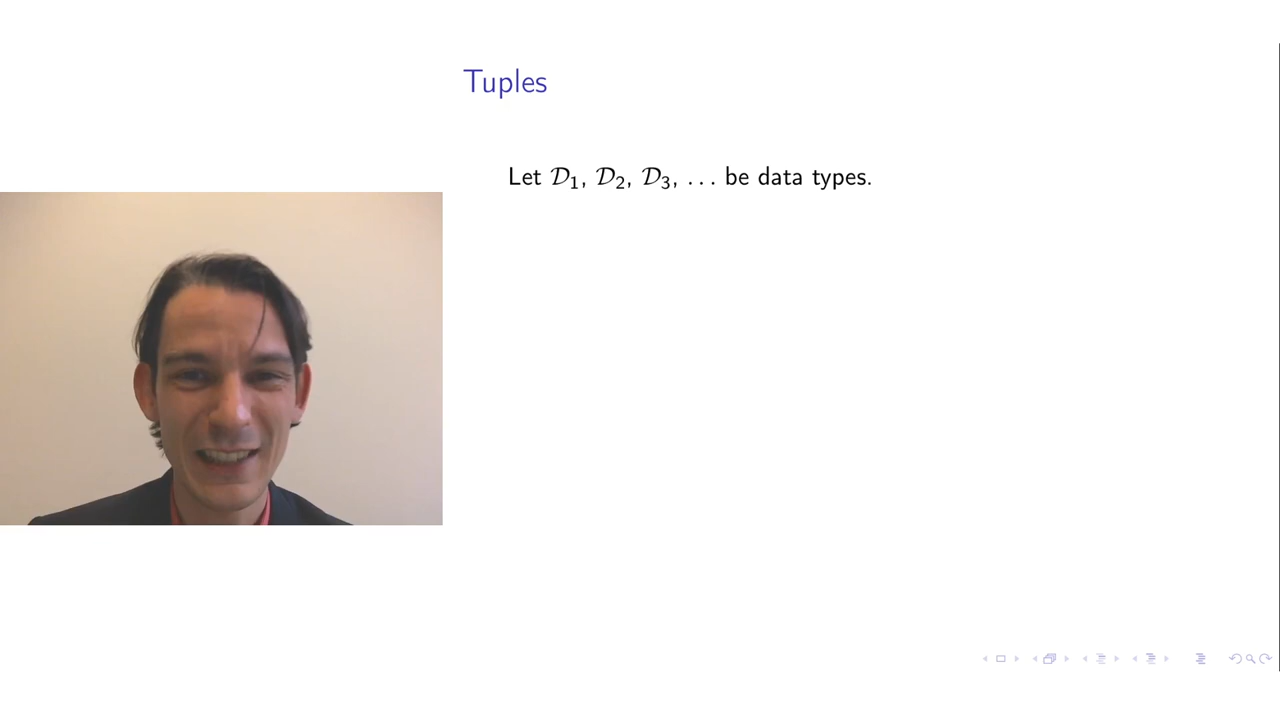 Tuples
Let 𝒟₁, 𝒟₂, 𝒟₃, . . . be data types.